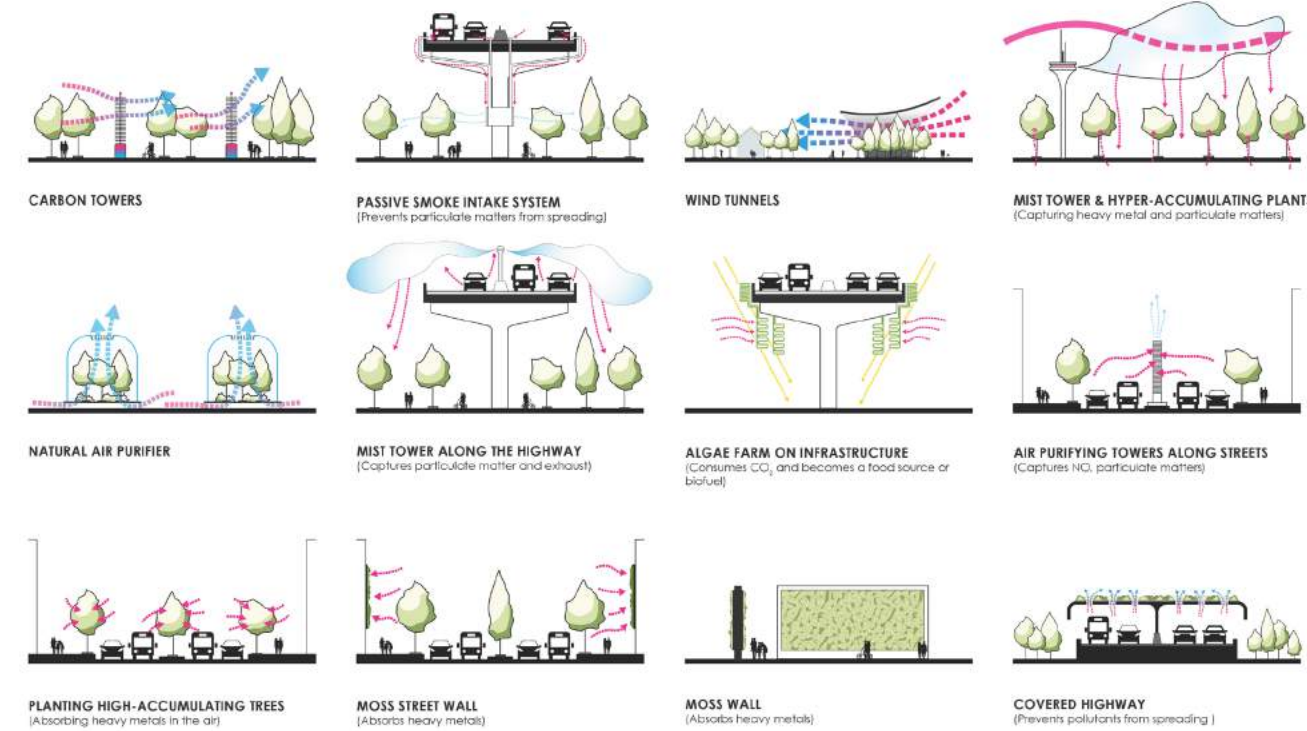 CARBON TOWERS
PASSIVE SMOKE INTAKE SYSTEM
(Prevents particulate matters from spreading)
WIND TUNNELS
MIST TOWER & HYPER-ACCUMULATING PLANT
(Capturing heavy metal and particulate matters)
NATURAL AIR PURIFIER
MIST TOWER ALONG THE HIGHWAY
(Captures particulate matter and exhaust)
ALGAE FARM ON INFRASTRUCTURE
(Consumes CO₂ and becomes a food source or
biofuel)
AIR PURIFYING TOWERS ALONG STREETS
(Captures NO, particulate matters)
PLANTING HIGH-ACCUMULATING TREES
(Absorbing heavy metals in the air)
MOSS STREET WALL
(Absorbs heavy metals)
MOSS WALL
(Absorbs heavy metals)
COVERED HIGHWAY
(Prevents pollutants from spreading )